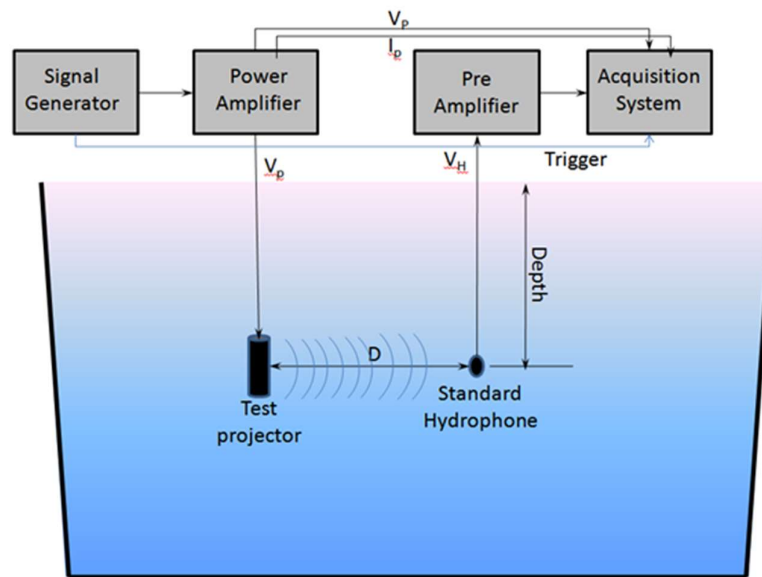 V_P
I_p
Signal
Generator
Power
Amplifier
Pre
Amplifier
Acquisition
System
Trigger
V_p
V_H
Depth
D
Test
projector
Standard
Hydrophone